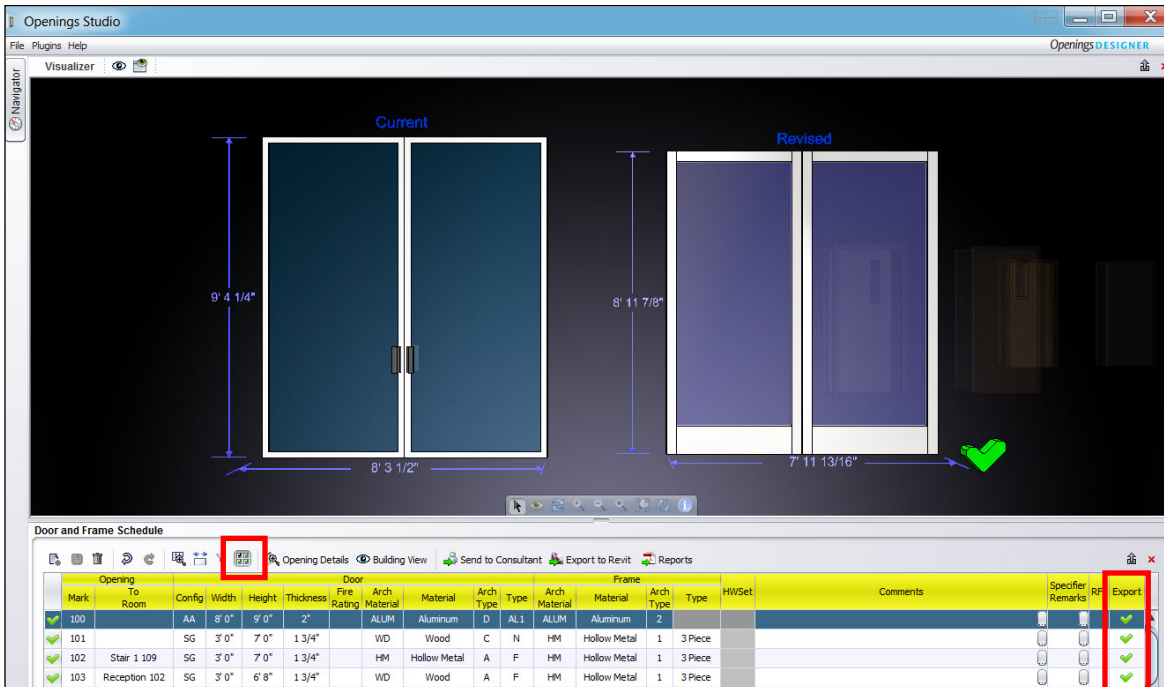 Openings Studio
File Plugins Help
Openings DESIGNER
Visualizer
Navigator
Current
Revised
9' 4 1/4"
8' 11 7/8"
8' 3 1/2"
7' 11 13/16"
Door and Frame Schedule
Opening Details Building View Send to Consultant Export to Revit Reports
Opening Door Frame
Mark To Room Config Width Height Thickness Fire Rating Arch Material Material Arch Type Type Arch Material Material Arch Type Type HWSet Comments Specifier Remarks Export
100 AA 8' 0" 9' 0" 2" ALUM Aluminum D AL1 ALUM Aluminum 2
101 SG 3' 0" 7' 0" 1 3/4" WD Wood C N HM Hollow Metal 1 3 Piece
102 Stair 1 109 SG 3' 0" 7' 0" 1 3/4" HM Hollow Metal A F HM Hollow Metal 1 3 Piece
103 Reception 102 SG 3' 0" 6' 8" 1 3/4" WD Wood A F HM Hollow Metal 1 3 Piece